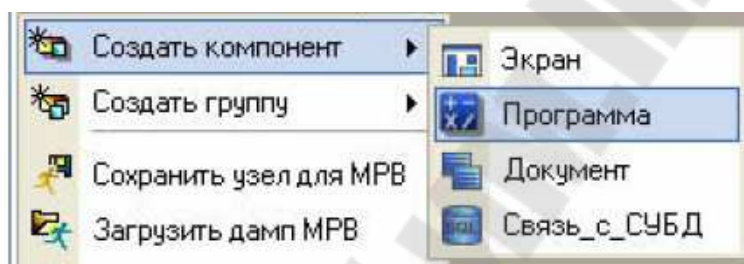 Создать компонент
Создать группу
Сохранить узел для МРВ
Загрузить дамп МРВ
Экран
Программа
Документ
Связь_с_СУБД